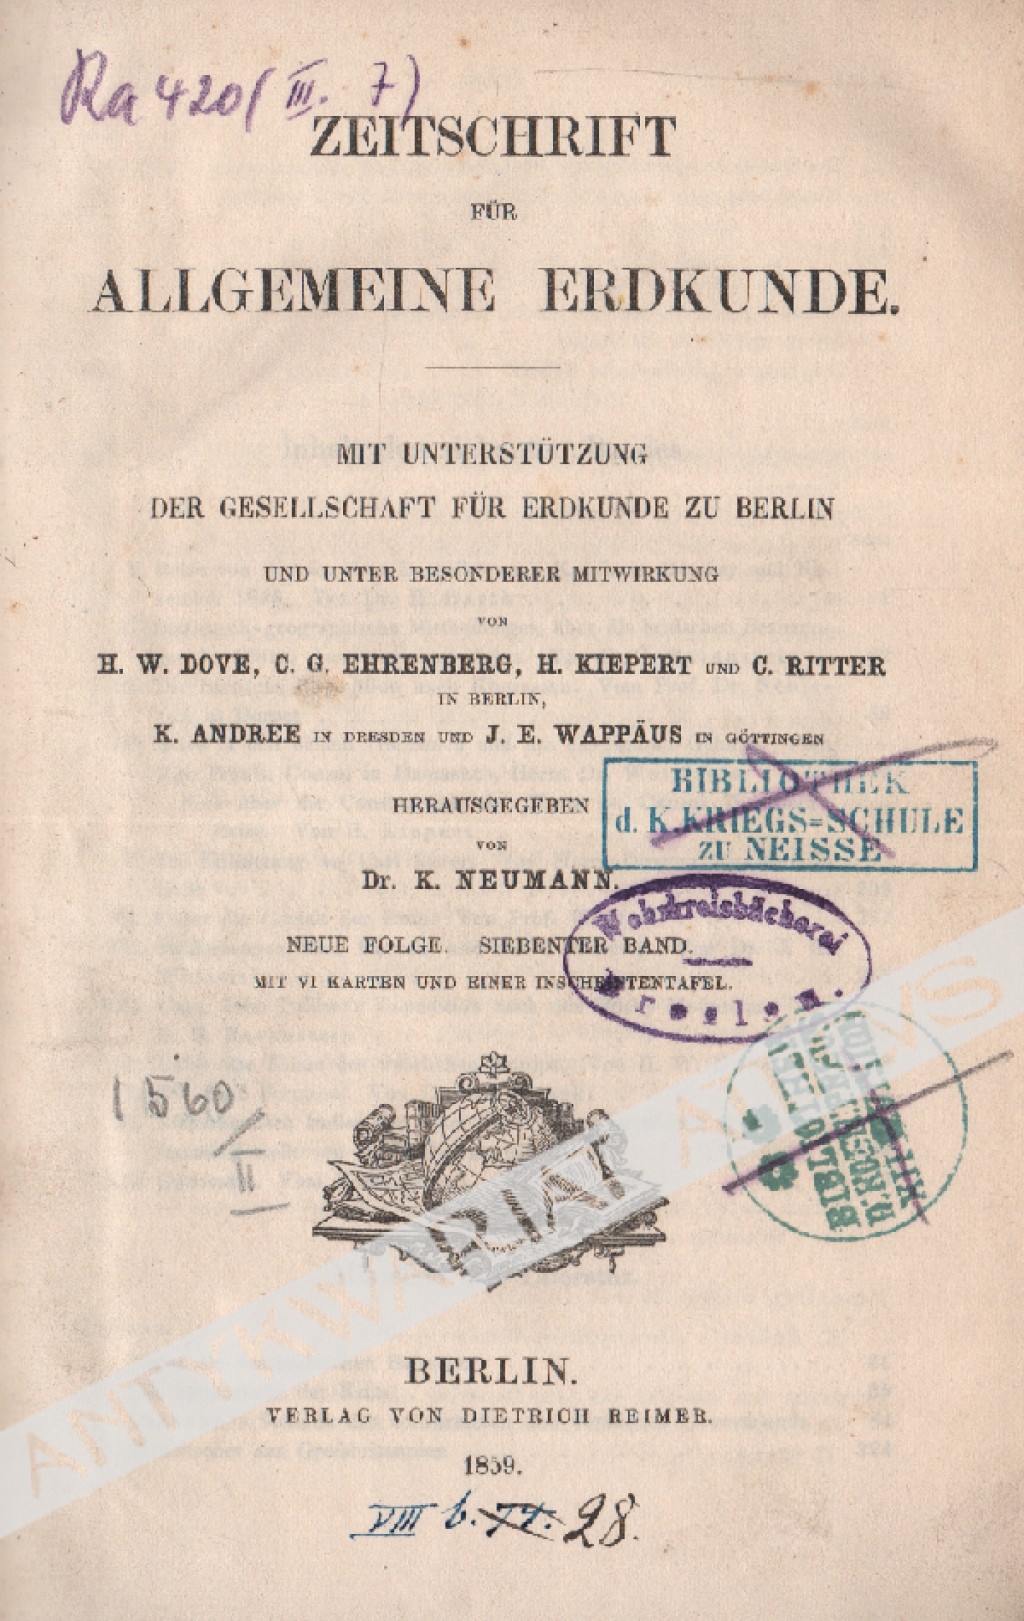 Ra 420 (III. 7)
ZEITSCHRIFT
FÜR
ALLGEMEINE ERDKUNDE.
MIT UNTERSTÜTZUNG
DER GESELLSCHAFT FÜR ERDKUNDE ZU BERLIN
UND UNTER BESONDERER MITWIRKUNG
VON
H. W. DOVE, C. G. EHRENBERG, H. KIEPERT UND C. RITTER
IN BERLIN,
K. ANDREE IN DRESDEN UND J. E. WAPPÄUS IN GÖTTINGEN
BIBLIOTHEK
d. K. KRIEGS=SCHULE
ZU NEISSE
HERAUSGEGEBEN
VON
Dr. K. NEUMANN.
Wehrkreisbücherei
Breslau.
NEUE FOLGE. SIEBENTER BAND.
MIT VI KARTEN UND EINER INSCHRIFTENTAFEL.
1560
II
ANTYKWARIAT ALEWS
BERLIN.
VERLAG VON DIETRICH REIMER.
1859.
VIII b. 28.